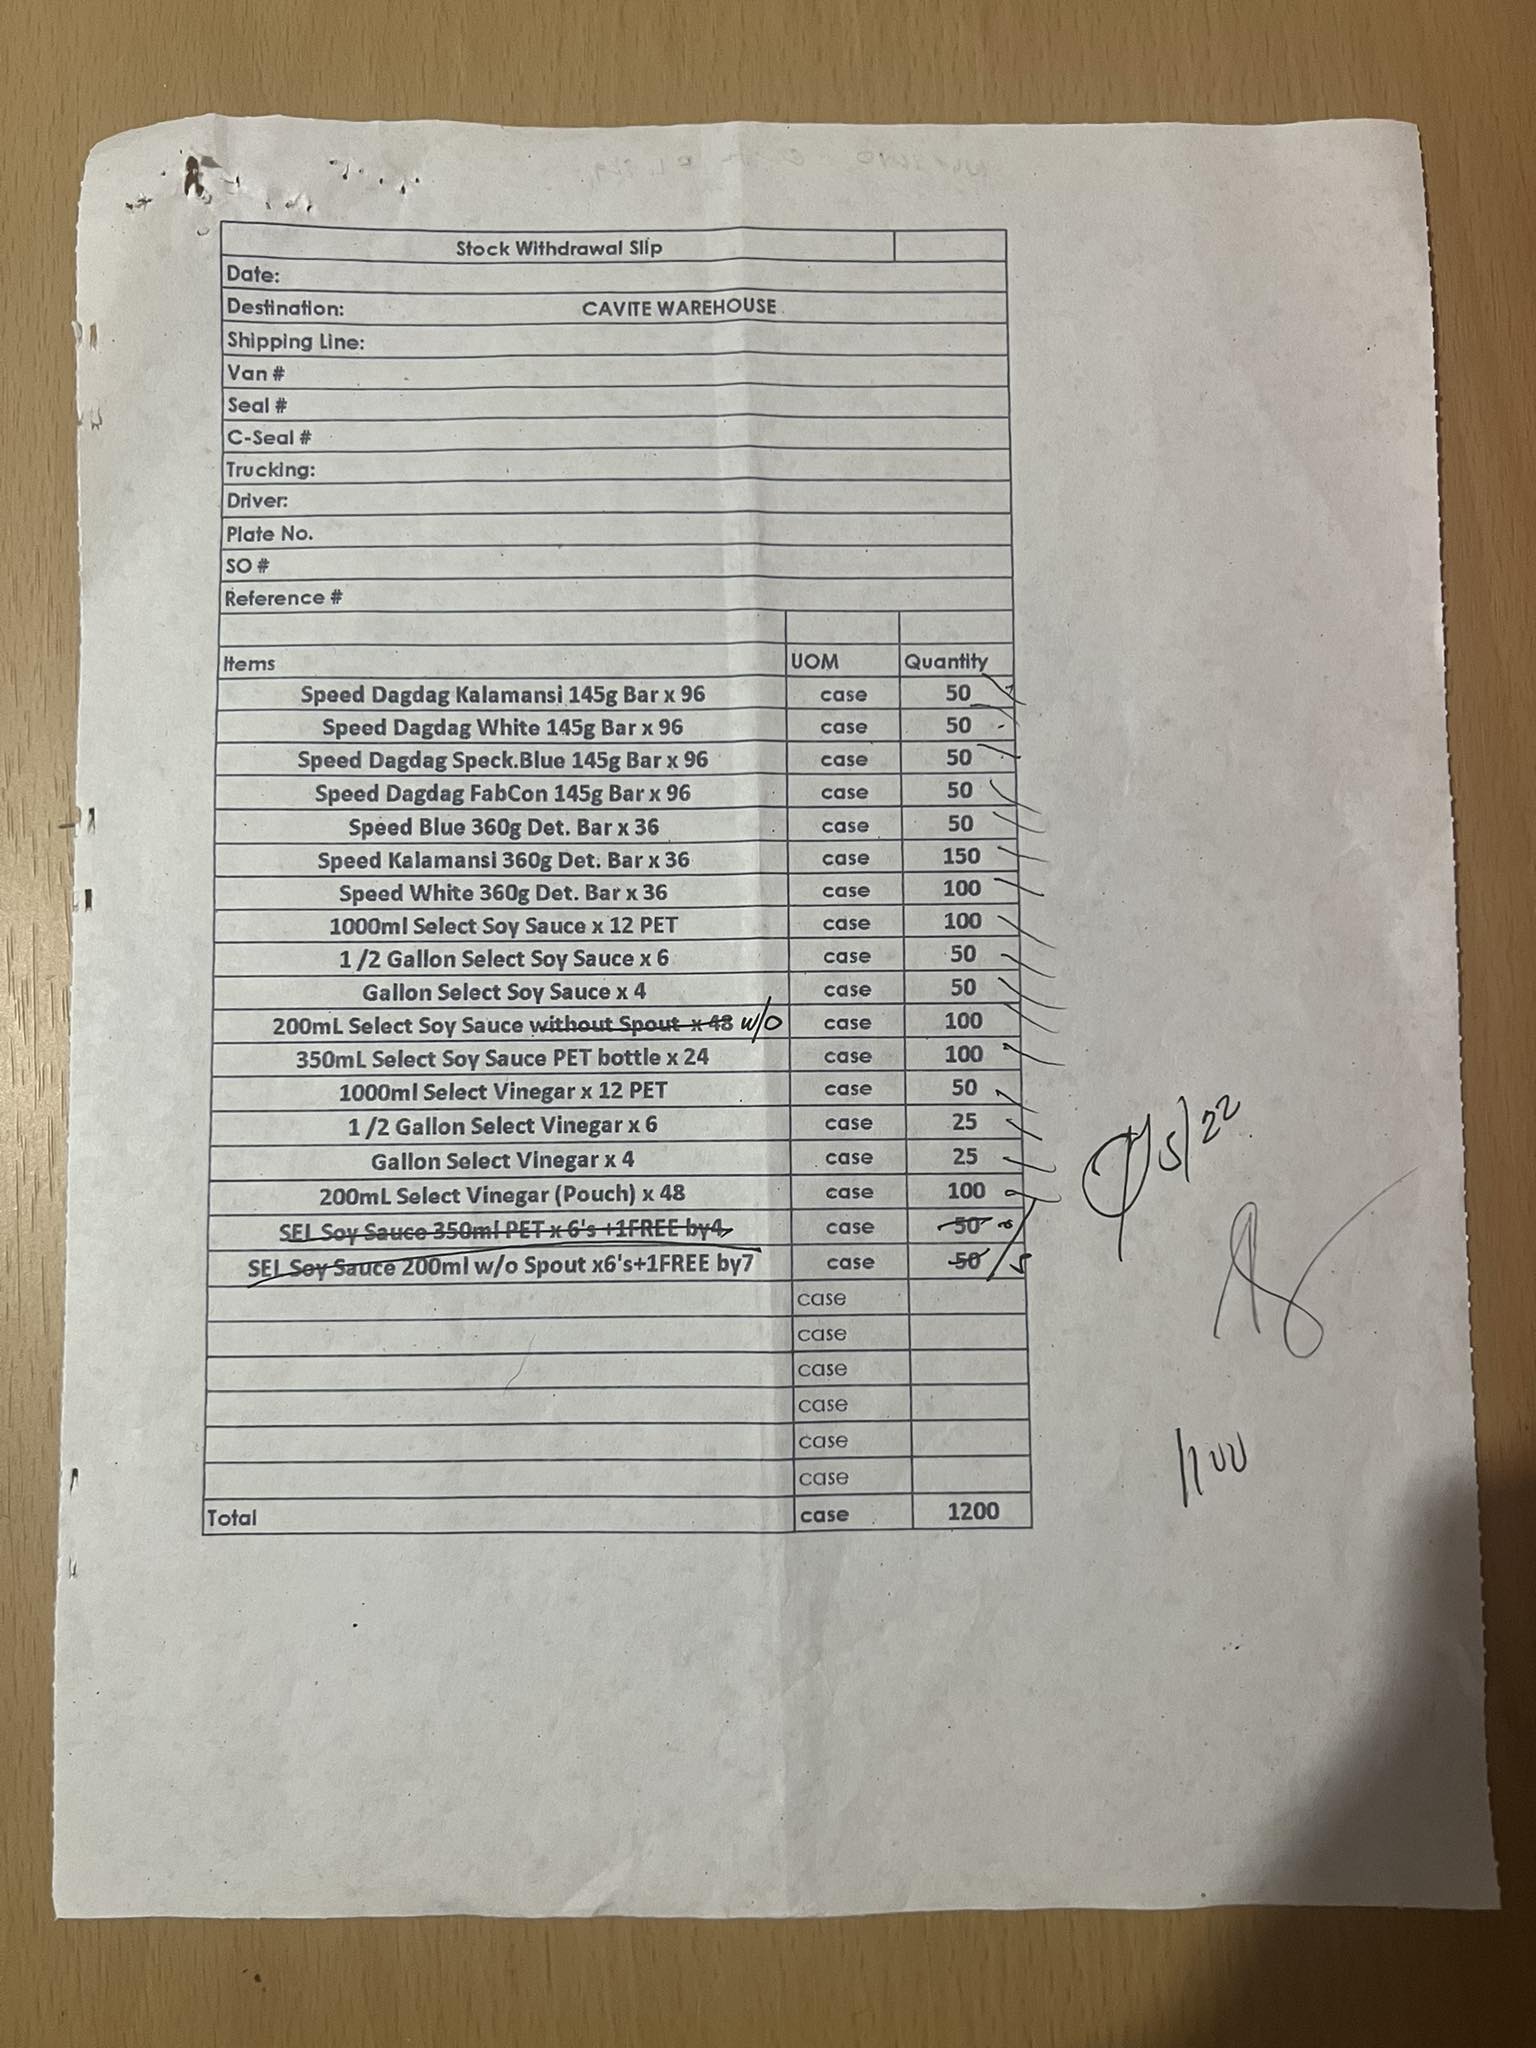 Stock Withdrawal Slip
Date:
Destination: CAVITE WAREHOUSE
Shipping Line:
Van #
Seal #
C-Seal #
Trucking:
Driver:
Plate No.
SO #
Reference #
Items UOM Quantity
Speed Dagdag Kalamansi 145g Bar x 96 case 50
Speed Dagdag White 145g Bar x 96 case 50
Speed Dagdag Speck.Blue 145g Bar x 96 case 50
Speed Dagdag FabCon 145g Bar x 96 case 50
Speed Blue 360g Det. Bar x 36 case 50
Speed Kalamansi 360g Det. Bar x 36 case 150
Speed White 360g Det. Bar x 36 case 100
1000ml Select Soy Sauce x 12 PET case 100
1/2 Gallon Select Soy Sauce x 6 case 50
Gallon Select Soy Sauce x 4 case 50
200mL Select Soy Sauce without Spout x 48 w/o case 100
350mL Select Soy Sauce PET bottle x 24 case 100
1000ml Select Vinegar x 12 PET case 50
1/2 Gallon Select Vinegar x 6 case 25
Gallon Select Vinegar x 4 case 25
200mL Select Vinegar (Pouch) x 48 case 100
SEL Soy Sauce 350ml PET x 6's +1FREE by4 case 50
SEL Soy Sauce 200ml w/o Spout x6's+1FREE by7 case 50
case
case
case
case
case
case
Total case 1200
5/22
1100